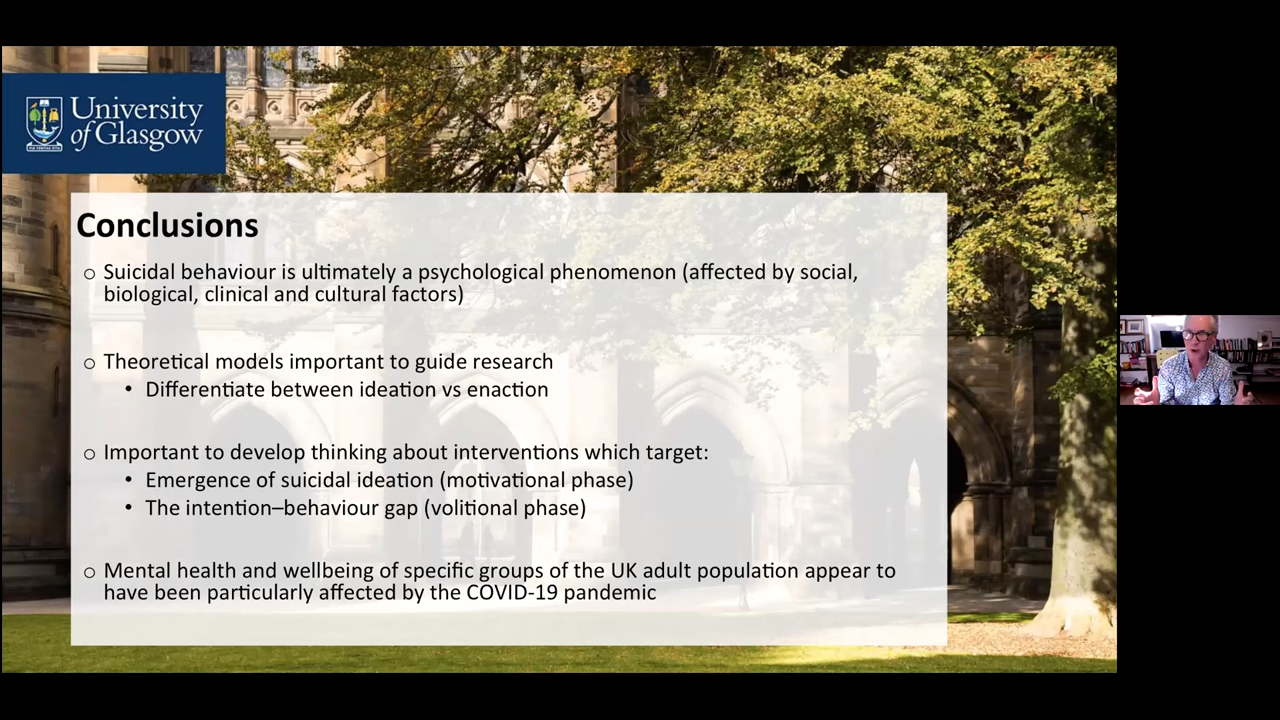 University
of Glasgow
Conclusions
○ Suicidal behaviour is ultimately a psychological phenomenon (affected by social,
biological, clinical and cultural factors)
○ Theoretical models important to guide research
• Differentiate between ideation vs enaction
○ Important to develop thinking about interventions which target:
• Emergence of suicidal ideation (motivational phase)
• The intention–behaviour gap (volitional phase)
○ Mental health and wellbeing of specific groups of the UK adult population appear to
have been particularly affected by the COVID-19 pandemic